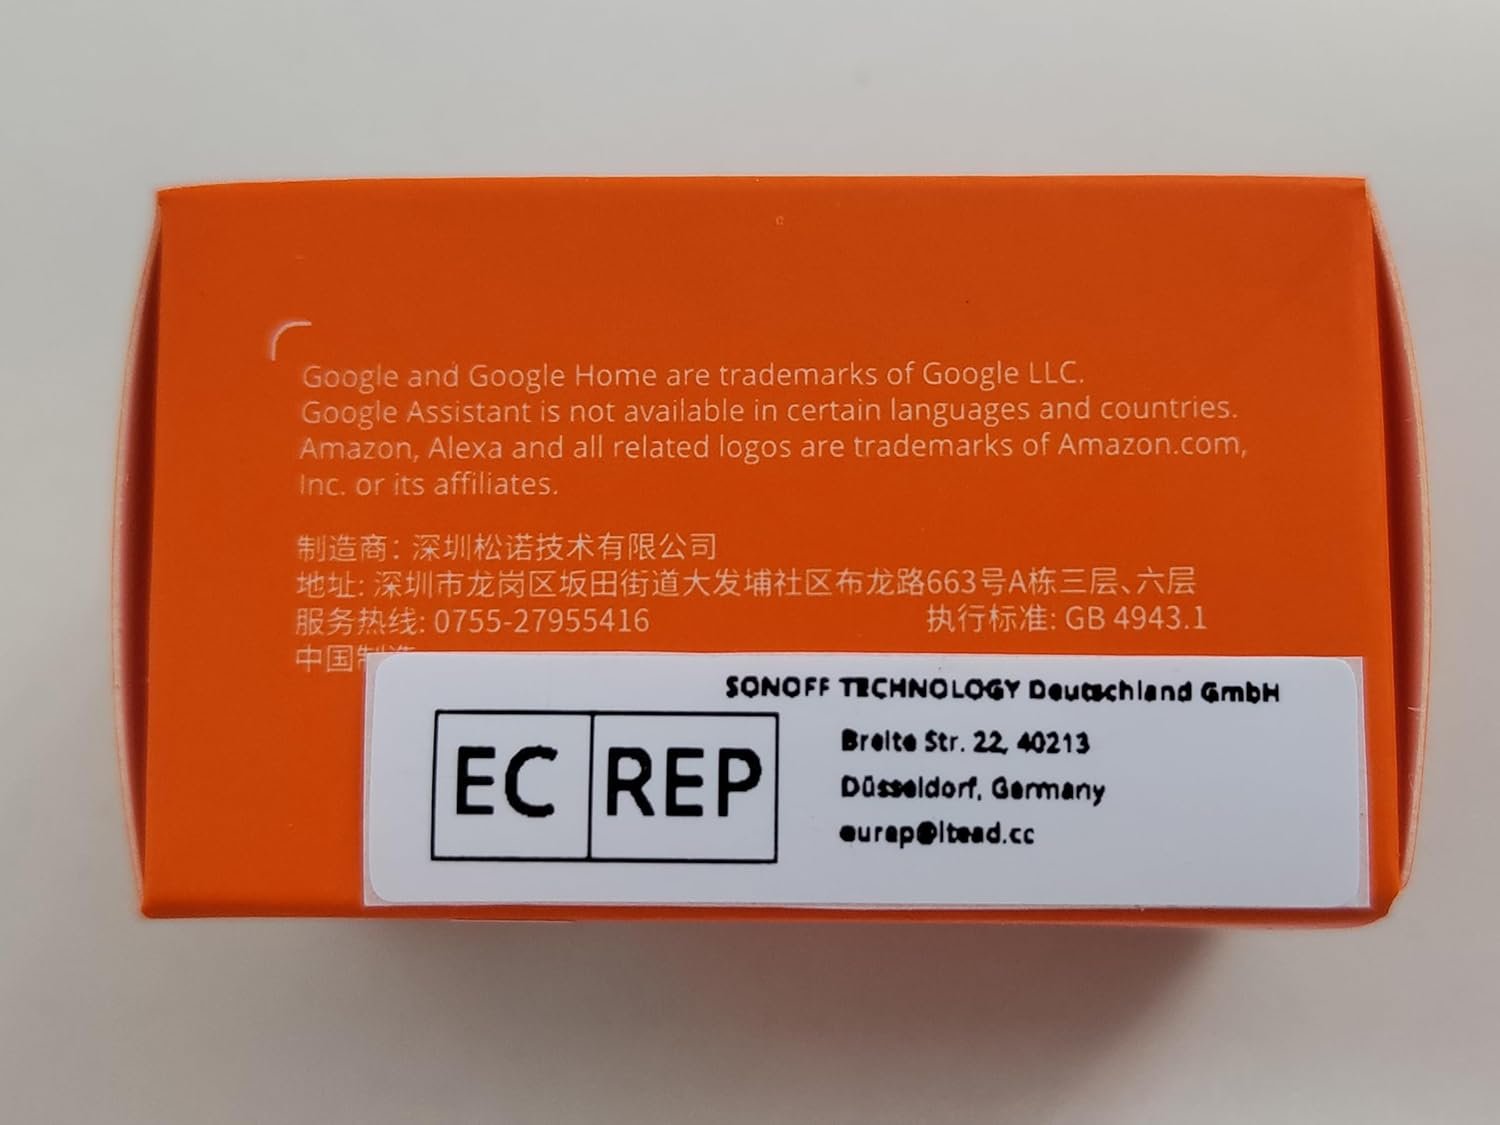 Google and Google Home are trademarks of Google LLC.
Google Assistant is not available in certain languages and countries.
Amazon, Alexa and all related logos are trademarks of Amazon.com,
Inc. or its affiliates.
制造商: 深圳松诺技术有限公司
地址: 深圳市龙岗区坂田街道大发埔社区布龙路663号A栋三层、六层
服务热线: 0755-27955416 执行标准: GB 4943.1
中国制造
SONOFF TECHNOLOGY Deutschland GmbH
EC REP
Breite Str. 22, 40213
Düsseldorf, Germany
eurep@itead.cc